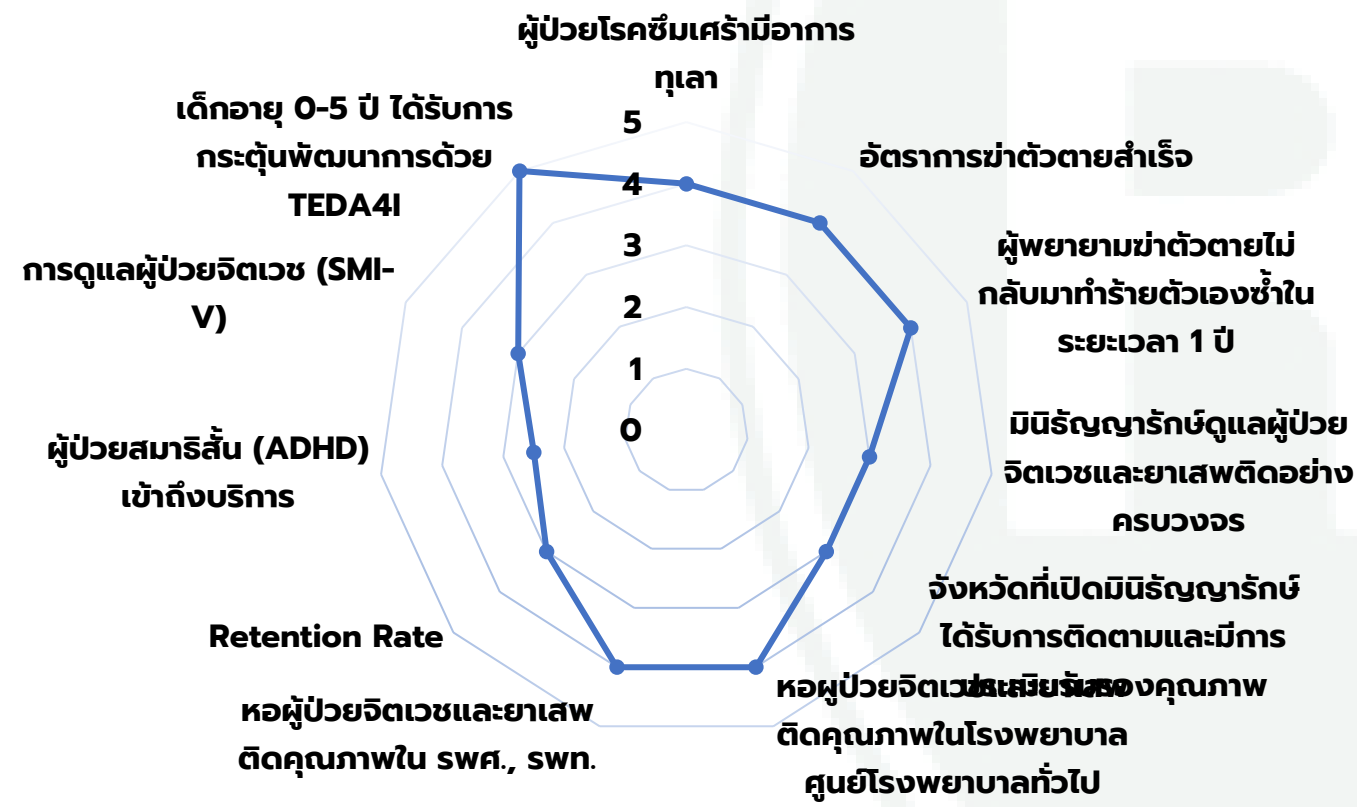 ผู้ป่วยโรคซึมเศร้ามีอาการ
ทุเลา
อัตราการฆ่าตัวตายสำเร็จ
ผู้พยายามฆ่าตัวตายไม่
กลับมาทำร้ายตัวเองซ้ำใน
ระยะเวลา 1 ปี
มินิธัญญารักษ์ดูแลผู้ป่วย
จิตเวชและยาเสพติดอย่าง
ครบวงจร
จังหวัดที่เปิดมินิธัญญารักษ์
ได้รับการติดตามและมีการ
คุณภาพ
หอผู้ป่วยจิตเวช
ติดคุณภาพในโรงพยาบาล
ศูนย์โรงพยาบาลทั่วไป
หอผู้ป่วยจิตเวชและยาเสพ
ติดคุณภาพใน รพศ., รพท.
Retention Rate
ผู้ป่วยสมาธิสั้น (ADHD)
เข้าถึงบริการ
การดูแลผู้ป่วยจิตเวช (SMI-
V)
เด็กอายุ 0-5 ปี ได้รับการ
กระตุ้นพัฒนาการด้วย
TEDA4I
5
4
3
2
1
0